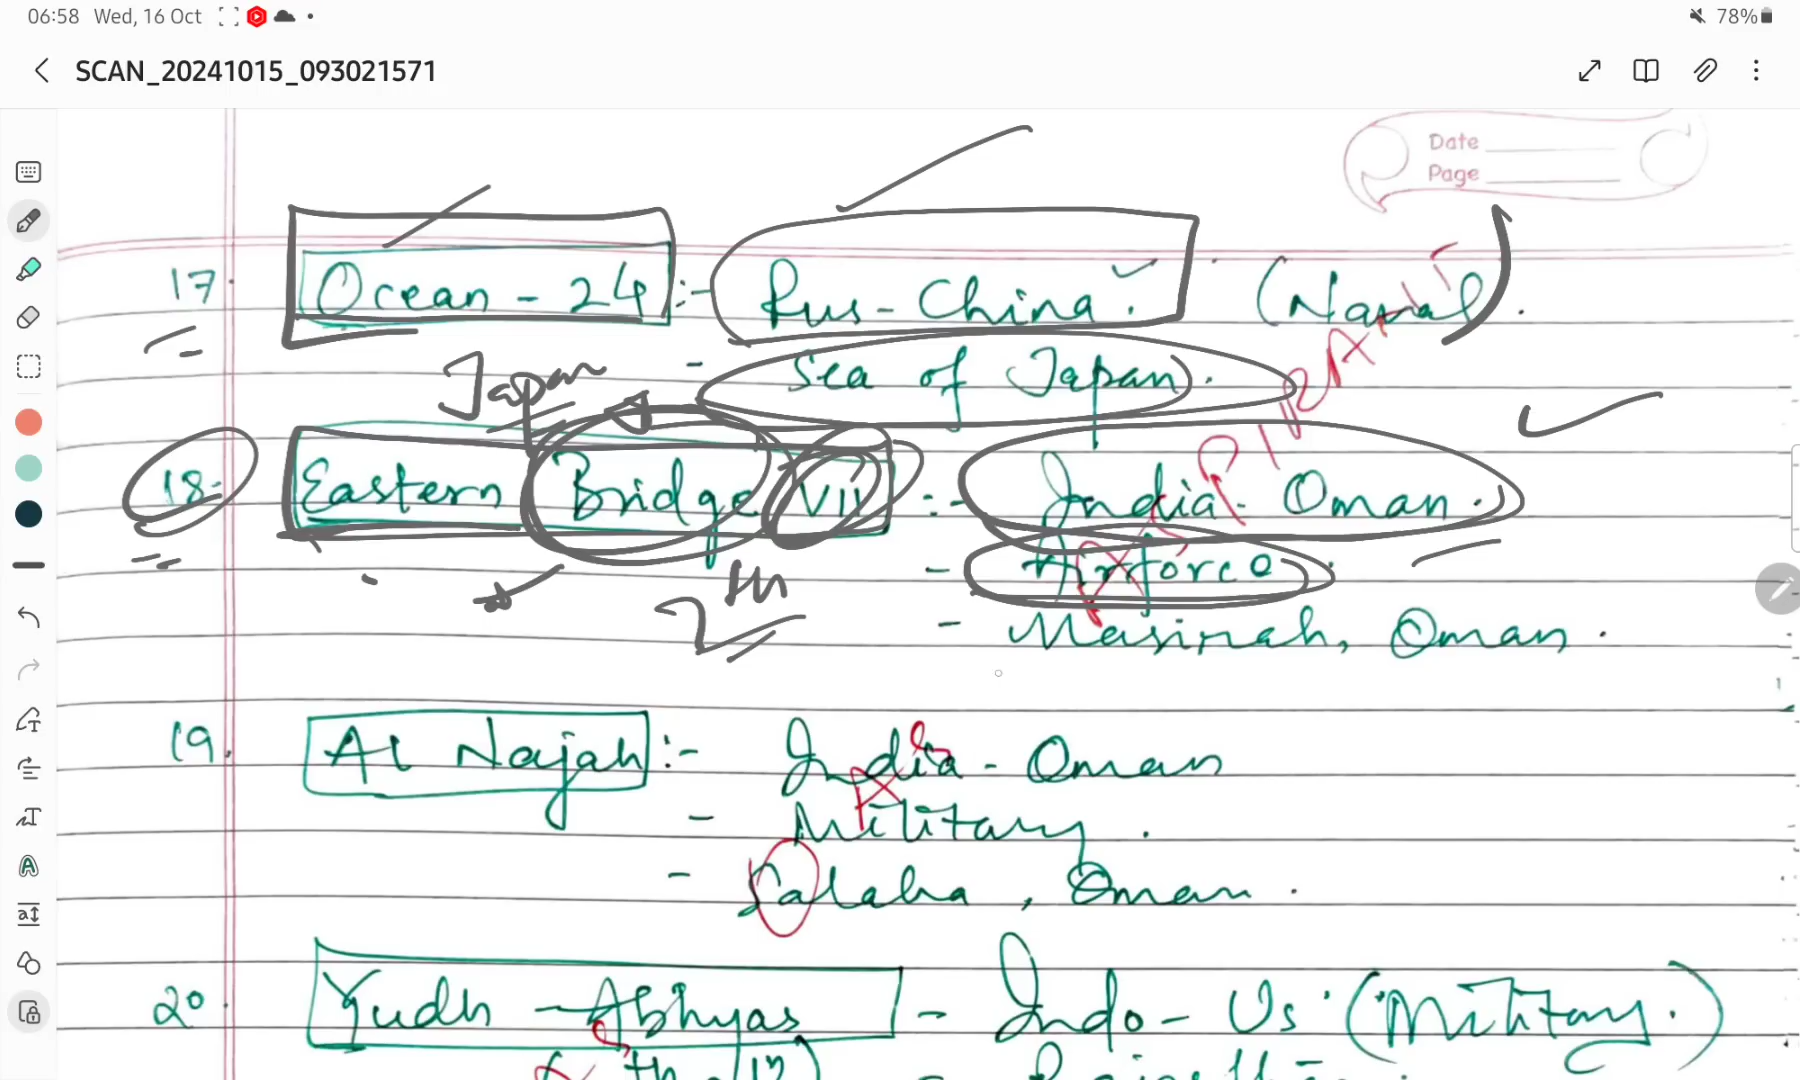 06:58 Wed, 16 Oct 78%
SCAN_20241015_093021571
Date
Page
17. Ocean - 24 :- Rus - China. (Naval).
Japan - Sea of Japan.
18. Eastern Bridge VII :- India - Oman.
- Airforce
7th - Masirah, Oman.
19. Al Najah :- India - Oman
- Military.
- Salala, Oman.
20. Yudh - Abhyas - Indo - Us (Military.)